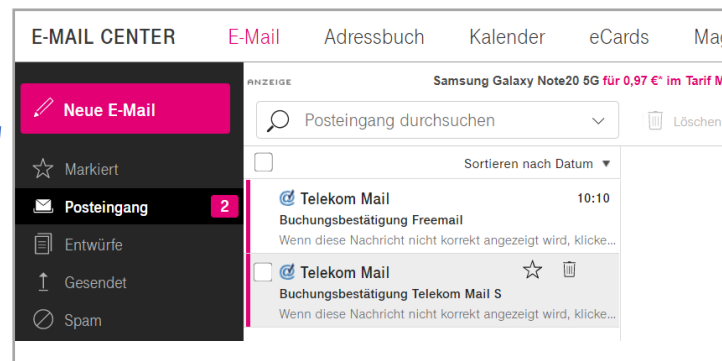 E-MAIL CENTER E-Mail Adressbuch Kalender eCards
ANZEIGE Samsung Galaxy Note20 5G für 0,97 €* im Tarif M
Neue E-Mail
Posteingang durchsuchen Löschen
Markiert
Sortieren nach Datum
Posteingang 2
Telekom Mail 10:10
Buchungsbestätigung Freemail
Wenn diese Nachricht nicht korrekt angezeigt wird, klicke...
Entwürfe
Gesendet
Telekom Mail
Buchungsbestätigung Telekom Mail S
Wenn diese Nachricht nicht korrekt angezeigt wird, klicke...
Spam